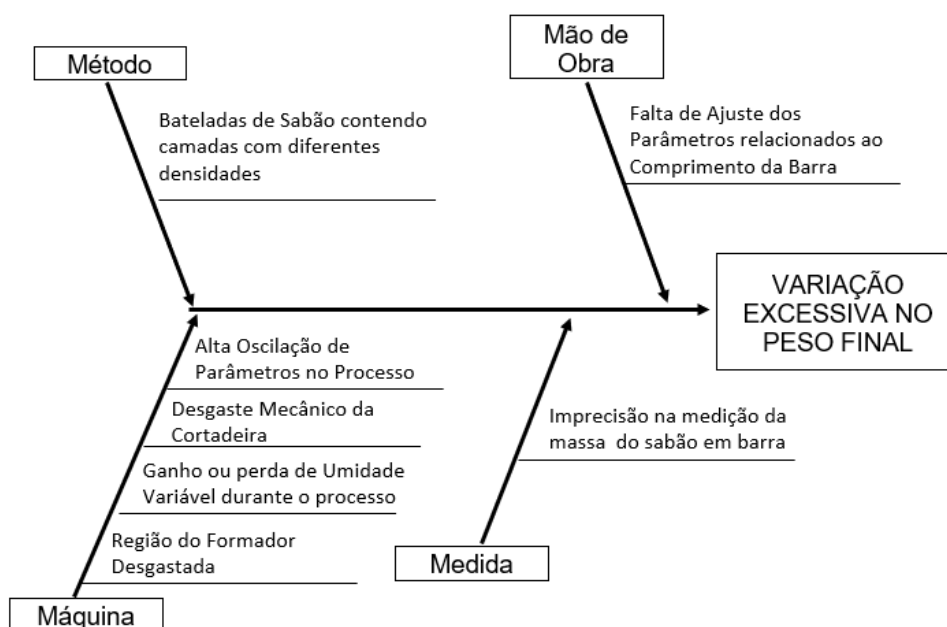 Método
Mão de
Obra
Bateladas de Sabão contendo
camadas com diferentes
densidades
Falta de Ajuste dos
Parâmetros relacionados ao
Comprimento da Barra
VARIAÇÃO
EXCESSIVA NO
PESO FINAL
Alta Oscilação de
Parâmetros no Processo
Desgaste Mecânico da
Cortadeira
Ganho ou perda de Umidade
Variável durante o processo
Região do Formador
Desgastada
Imprecisão na medição da
massa do sabão em barra
Medida
Máquina